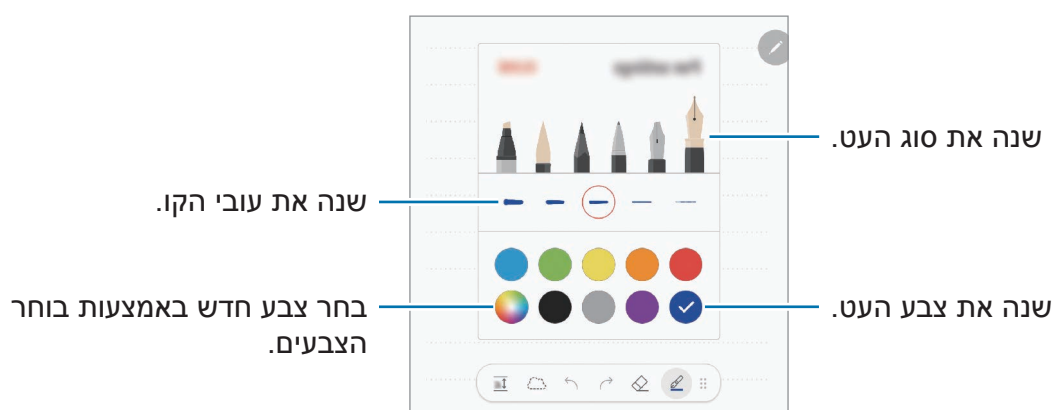 שנה את סוג העט.
שנה את עובי הקו.
בחר צבע חדש באמצעות בוחר
הצבעים.
שנה את צבע העט.